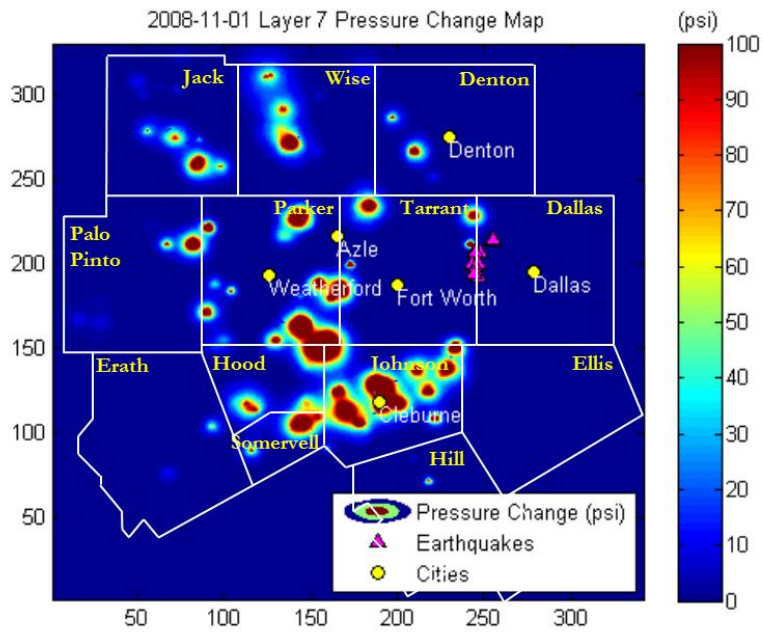 2008-11-01 Layer 7 Pressure Change Map
(psi)
100
90
80
70
60
50
40
30
20
10
0
300
250
200
150
100
50
50
100
150
200
250
300
Jack
Wise
Denton
Denton
Palo
Pinto
Parker
Tarrant
Dallas
Azle
Weatherford
Fort Worth
Dallas
Erath
Hood
Johnson
Ellis
Cleburne
Somervell
Hill
Pressure Change (psi)
Earthquakes
Cities